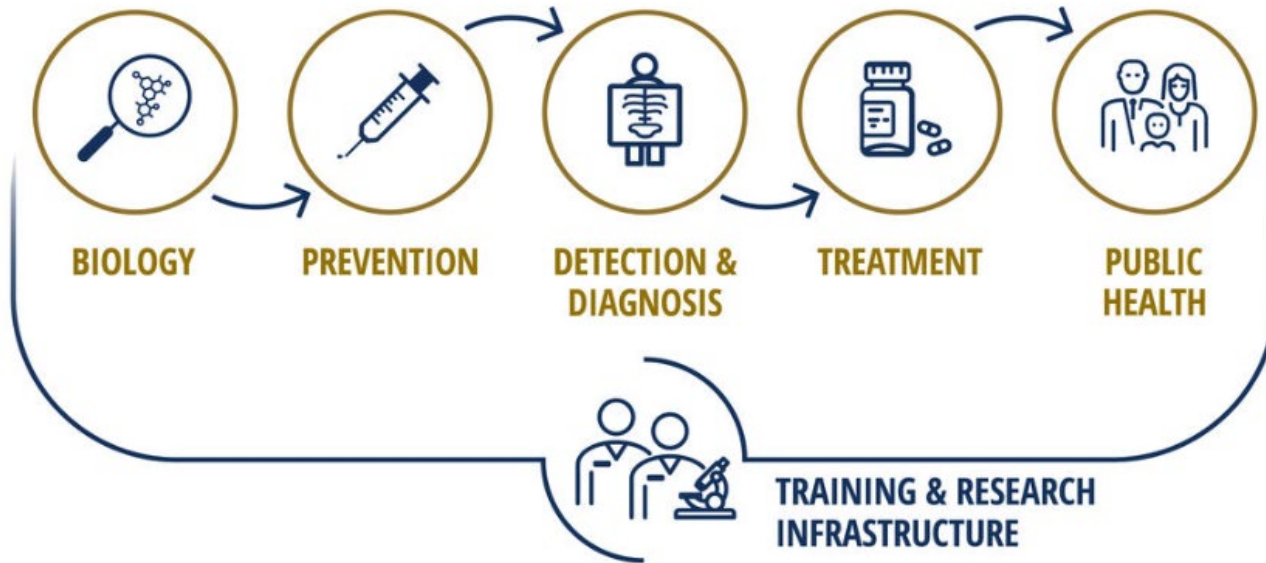 BIOLOGY
PREVENTION
DETECTION &
DIAGNOSIS
TREATMENT
PUBLIC
HEALTH
TRAINING & RESEARCH
INFRASTRUCTURE